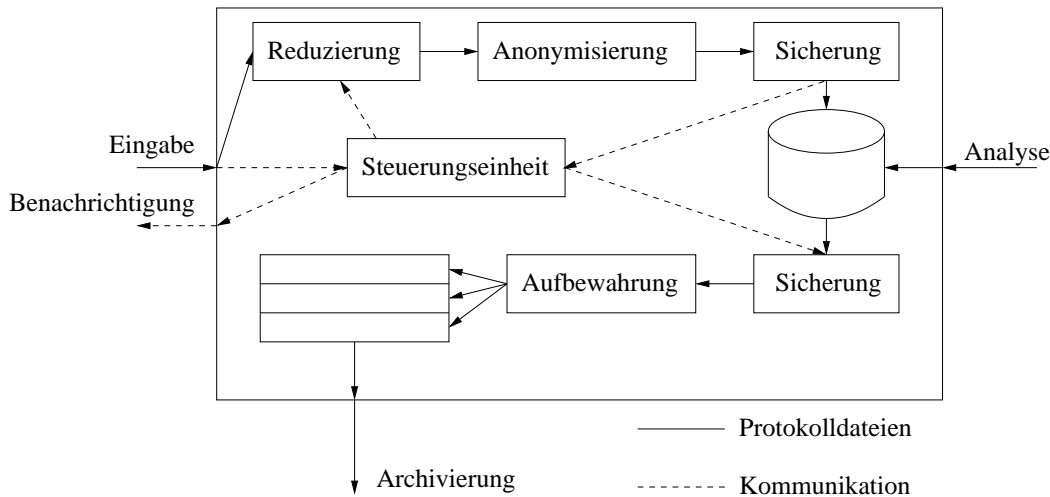 Reduzierung
Anonymisierung
Sicherung
Eingabe
Steuerungseinheit
Analyse
Benachrichtigung
Aufbewahrung
Sicherung
Protokolldateien
Archivierung
Kommunikation